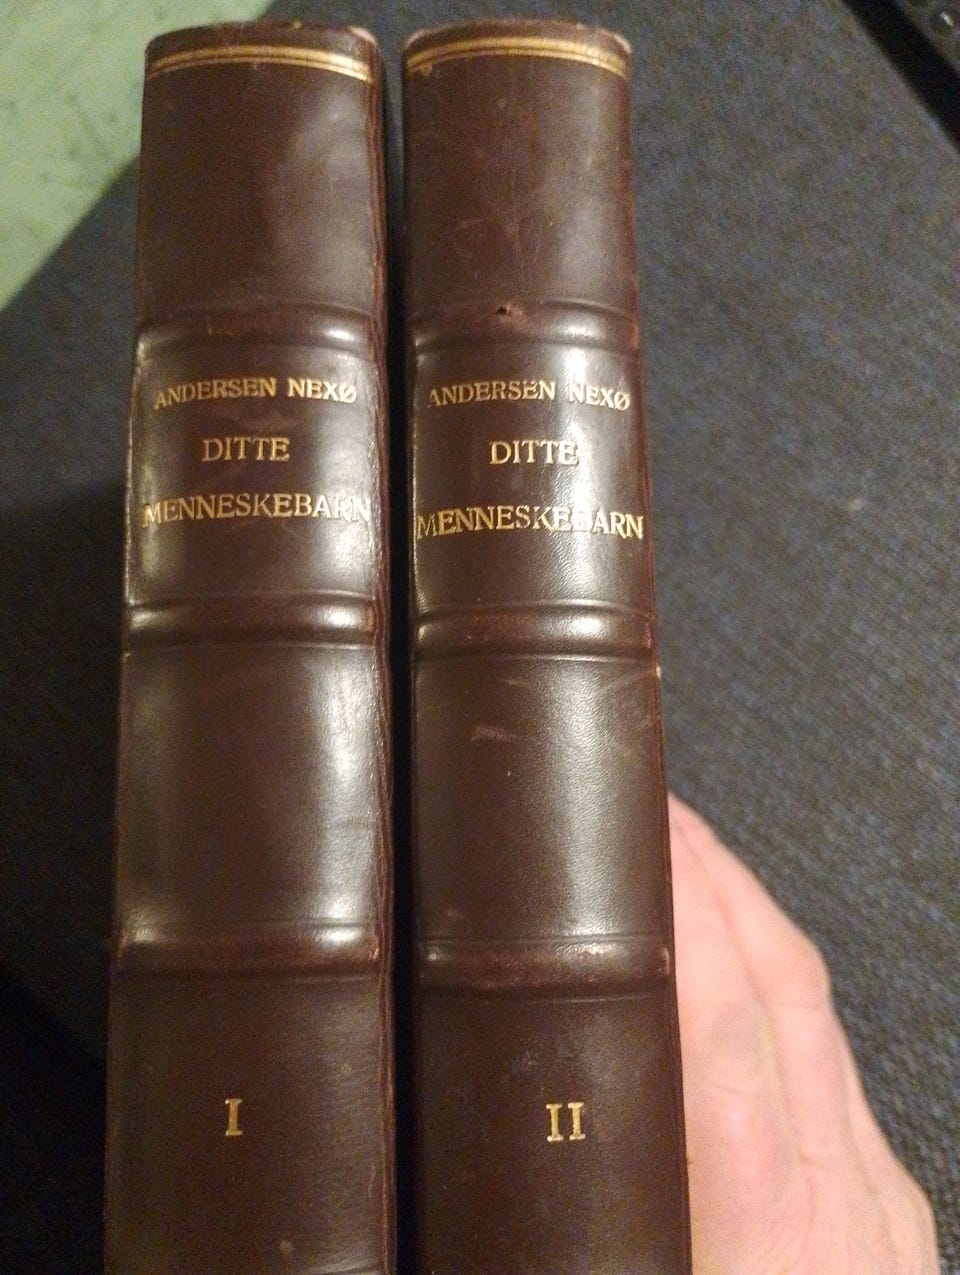 ANDERSEN NEXØ
DITTE
MENNESKEBARN
I
ANDERSEN NEXØ
DITTE
MENNESKEBARN
II